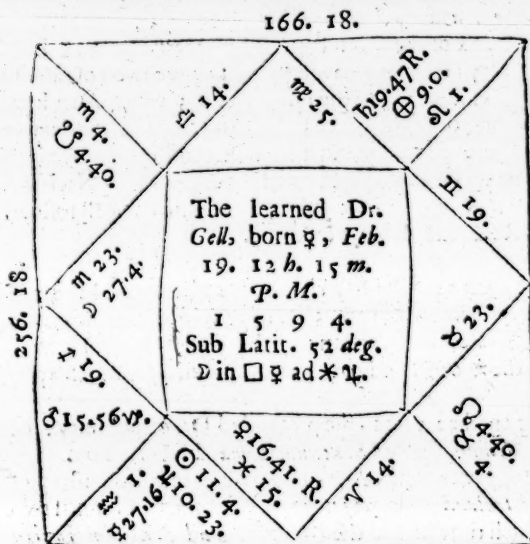 166. 18.
♎ 14.
♍ 25.
♄ 19.47 R.
⊕ 9.0.
♌ 1.
♏ 4.
☋ 4.40.
♊ 19.
The learned Dr.
Gell, born ☿, Feb.
19. 12 h. 15 m.
P. M.
1 5 9 4.
Sub Latit. 52 deg.
☽ in □ ☿ ad ⚹ ♃.
♏ 23.
☽ 27.4.
256. 18.
♉ 23.
♐ 19.
♂ 15.56 ♑.
☊ 4.40.
♉ 4.
♒ 1.
☿ 27.16
♃ 10. 23.
☉ 11. 4.
♀ 16.41. R.
♓ 15.
♈ 14.